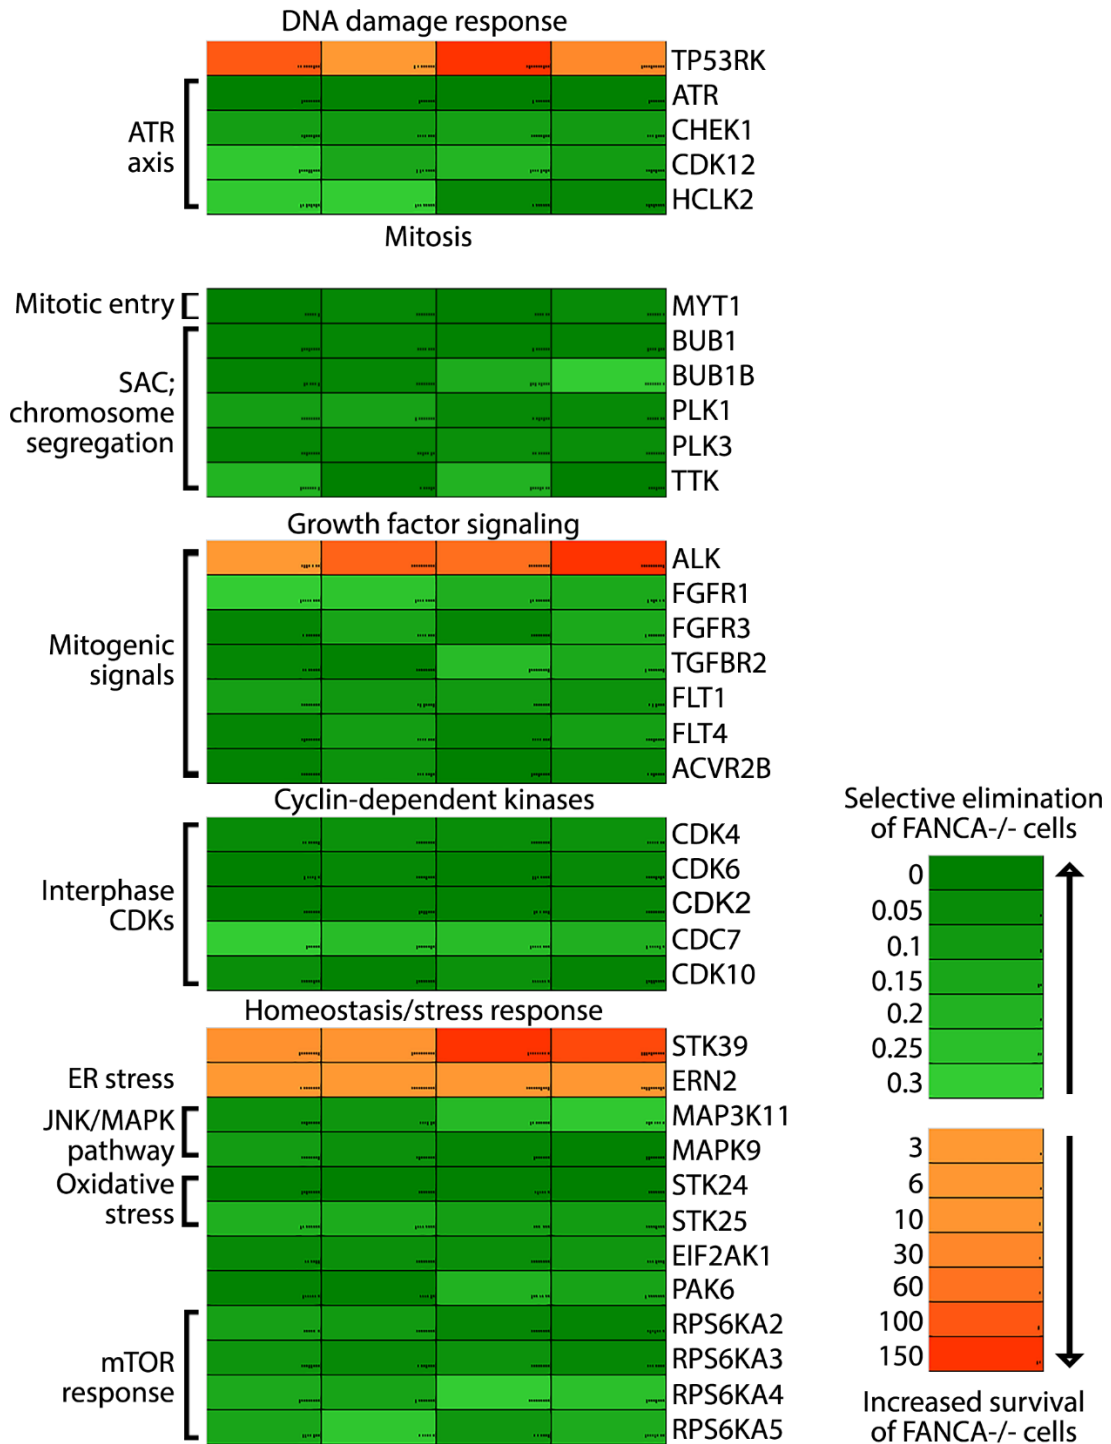 DNA damage response
TP53RK
ATR
axis
ATR
CHEK1
CDK12
HCLK2
Mitosis
Mitotic entry
MYT1
SAC;
chromosome
segregation
BUB1
BUB1B
PLK1
PLK3
TTK
Growth factor signaling
Mitogenic
signals
ALK
FGFR1
FGFR3
TGFBR2
FLT1
FLT4
ACVR2B
Cyclin-dependent kinases
Interphase
CDKs
CDK4
CDK6
CDK2
CDC7
CDK10
Homeostasis/stress response
STK39
ER stress
ERN2
JNK/MAPK
pathway
MAP3K11
MAPK9
Oxidative
stress
STK24
STK25
EIF2AK1
PAK6
mTOR
response
RPS6KA2
RPS6KA3
RPS6KA4
RPS6KA5
Selective elimination
of FANCA-/- cells
0
0.05
0.1
0.15
0.2
0.25
0.3
3
6
10
30
60
100
150
Increased survival
of FANCA-/- cells